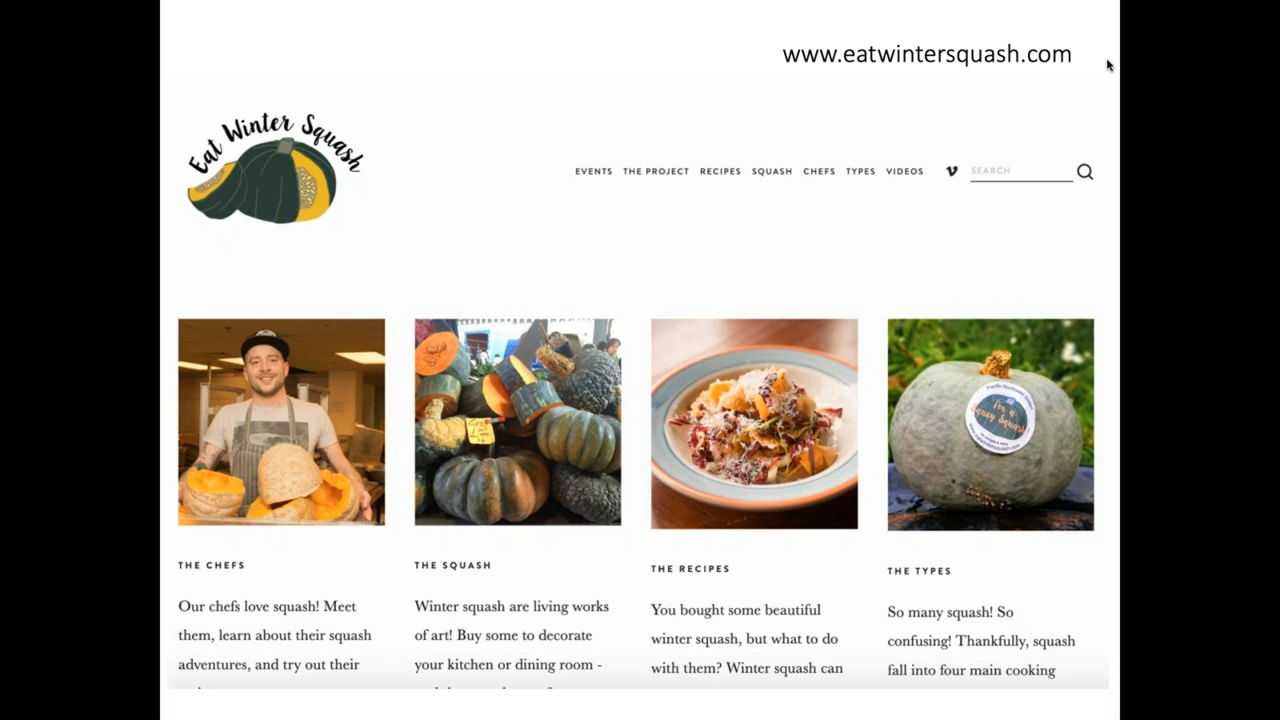 www.eatwintersquash.com
Eat Winter Squash
EVENTS THE PROJECT RECIPES SQUASH CHEFS TYPES VIDEOS SEARCH
Pacific Northwest
I'm a
THE CHEFS
Our chefs love squash! Meet
them, learn about their squash
adventures, and try out their
THE SQUASH
Winter squash are living works
of art! Buy some to decorate
your kitchen or dining room -
THE RECIPES
You bought some beautiful
winter squash, but what to do
with them? Winter squash can
THE TYPES
So many squash! So
confusing! Thankfully, squash
fall into four main cooking